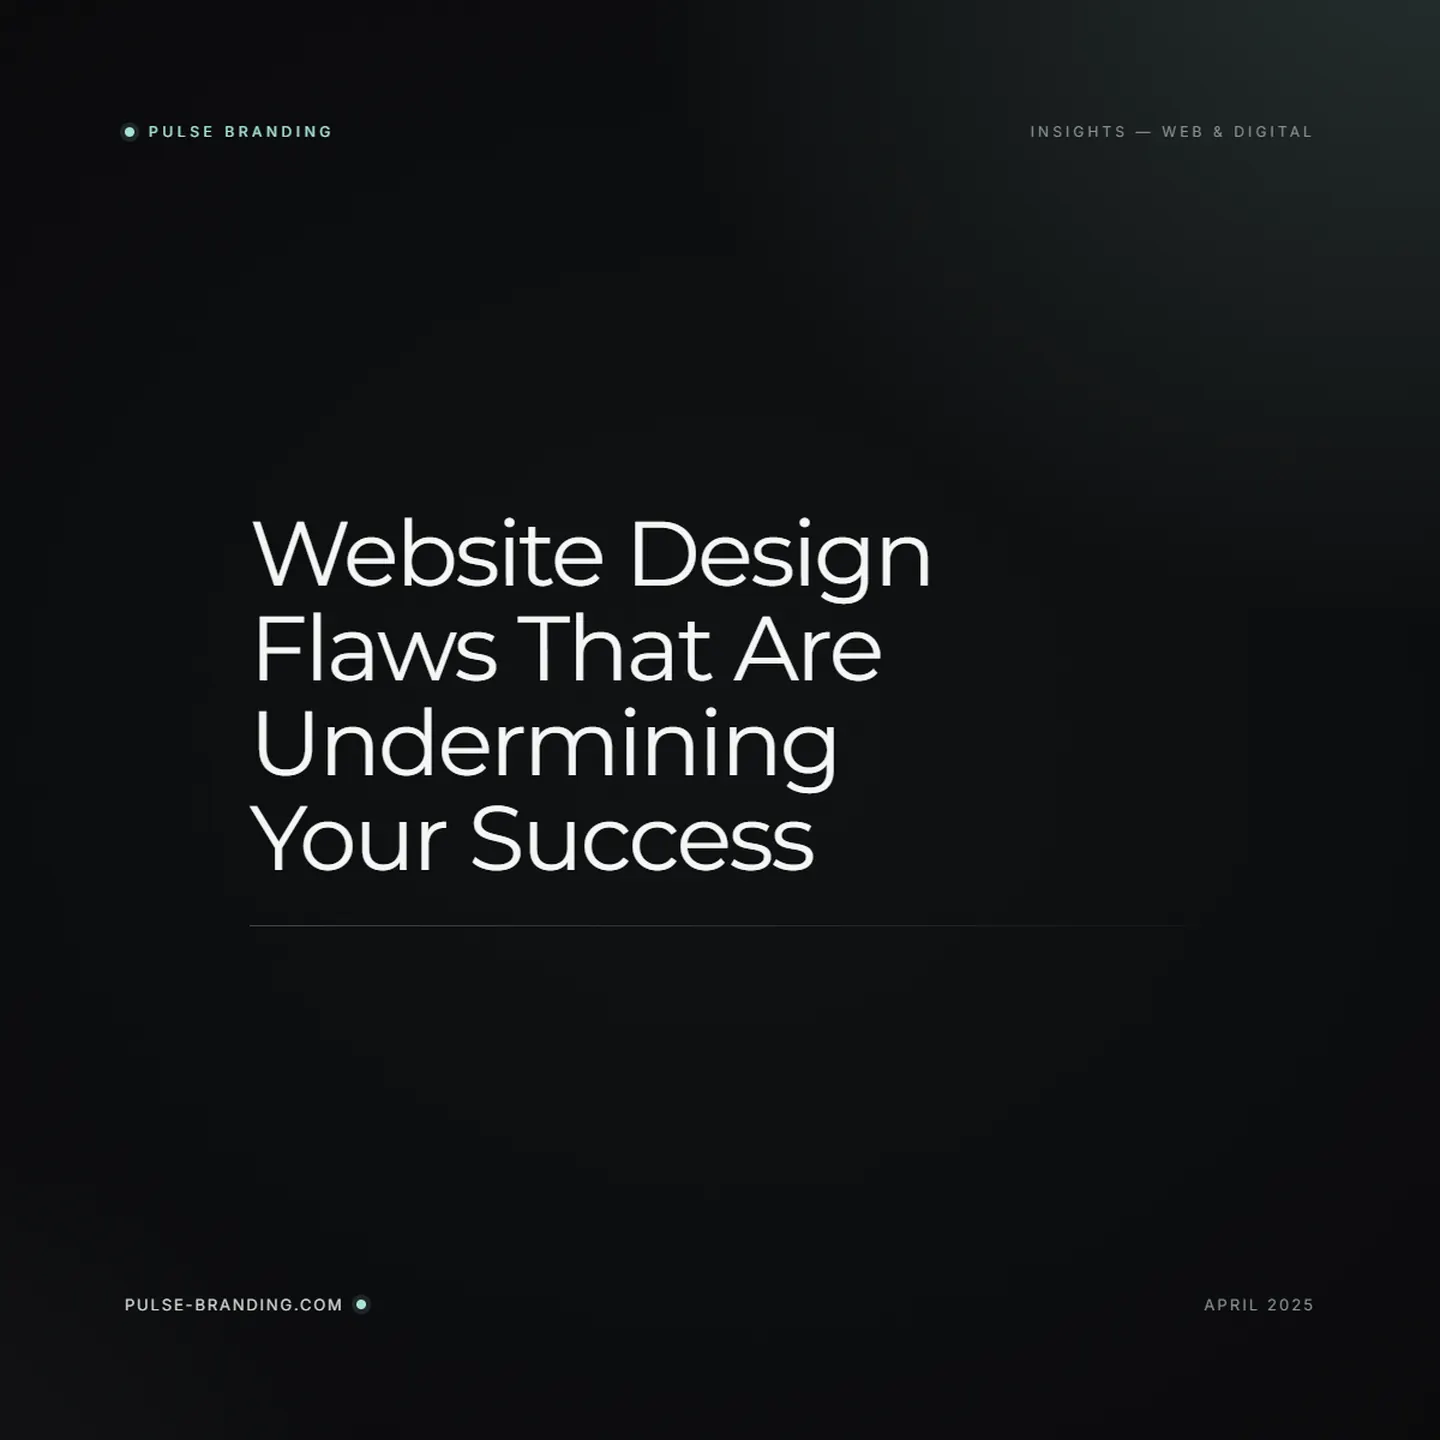 PULSE BRANDING
INSIGHTS — WEB & DIGITAL
Website Design
Flaws That Are
Undermining
Your Success
PULSE-BRANDING.COM
APRIL 2025